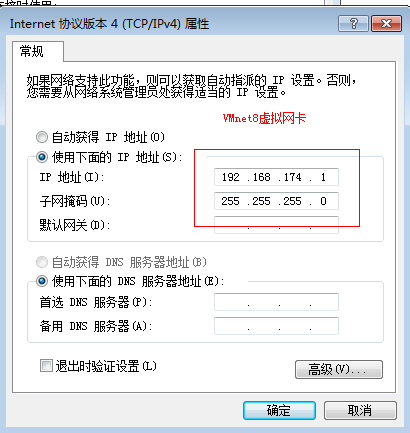 Internet 协议版本 4 (TCP/IPv4) 属性
常规
如果网络支持此功能，则可以获取自动指派的 IP 设置。否则，
您需要从网络系统管理员处获得适当的 IP 设置。
VMnet8虚拟网卡
自动获得 IP 地址(O)
使用下面的 IP 地址(S):
IP 地址(I): 192 .168 .174 . 1
子网掩码(U): 255 .255 .255 . 0
默认网关(D): . . .
自动获得 DNS 服务器地址(B)
使用下面的 DNS 服务器地址(E):
首选 DNS 服务器(P): . . .
备用 DNS 服务器(A): . . .
退出时验证设置(L)
高级(V)...
确定 取消